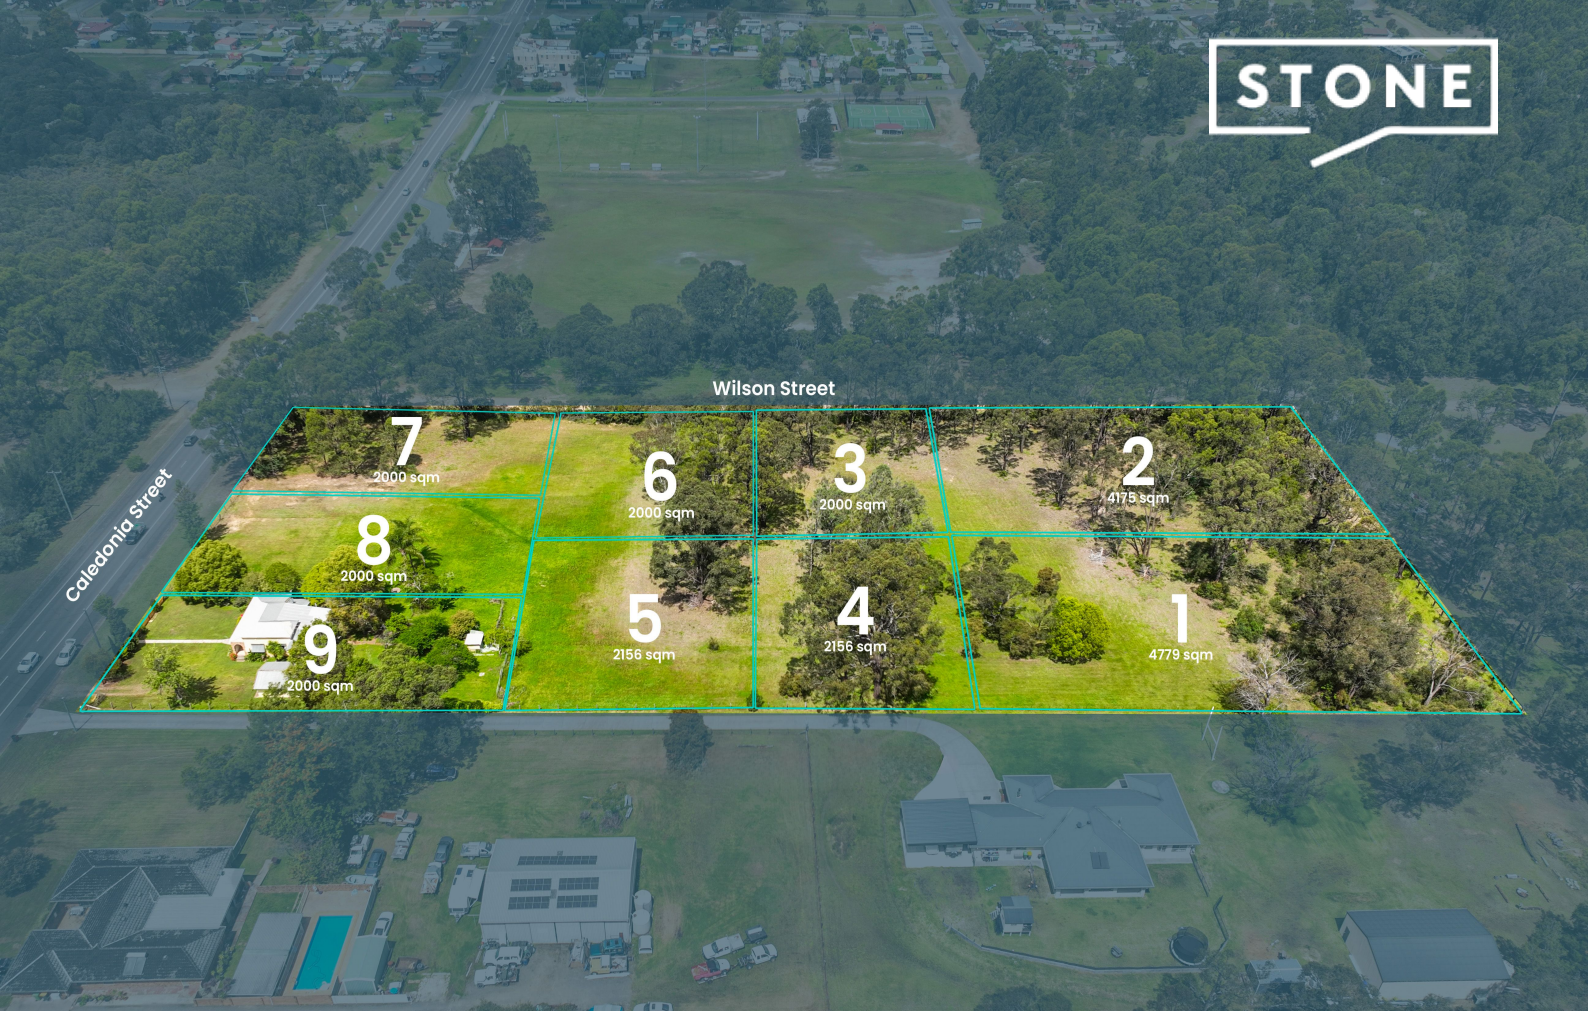 STONE
Wilson Street
Caledonia Street
7
2000 sqm
6
2000 sqm
3
2000 sqm
2
4175 sqm
8
2000 sqm
9
2000 sqm
5
2156 sqm
4
2156 sqm
1
4779 sqm